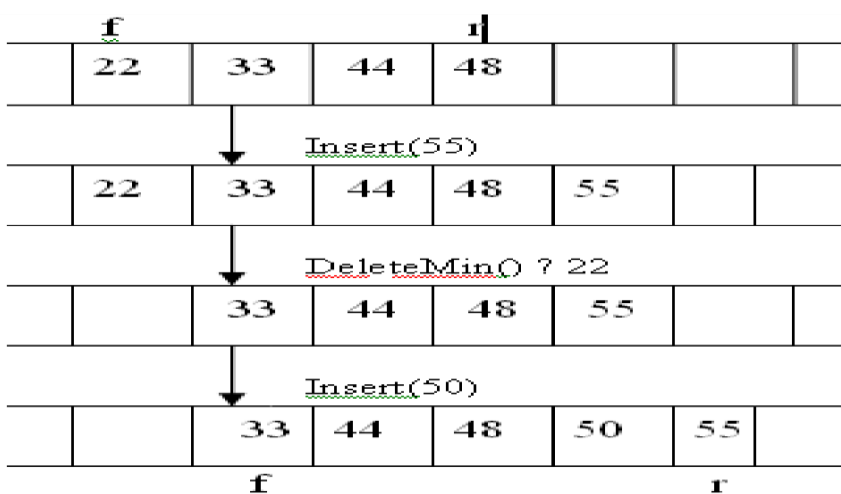 f r
22 33 44 48
Insert(55)
22 33 44 48 55
DeleteMin() ? 22
33 44 48 55
Insert(50)
33 44 48 50 55
f r